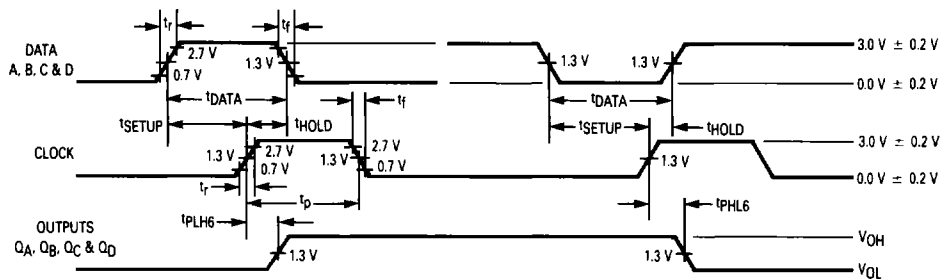 tr
tf
DATA
A, B, C & D
2.7 V
0.7 V
1.3 V
1.3 V
1.3 V
3.0 V ± 0.2 V
0.0 V ± 0.2 V
tDATA
tDATA
tSETUP
tHOLD
tf
tSETUP
tHOLD
CLOCK
1.3 V
2.7 V
0.7 V
1.3 V
2.7 V
0.7 V
1.3 V
3.0 V ± 0.2 V
0.0 V ± 0.2 V
tr
tp
tPLH6
tPHL6
OUTPUTS
QA, QB, QC & QD
1.3 V
1.3 V
VOH
VOL